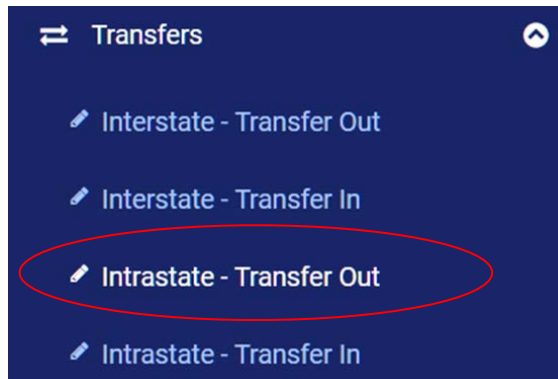 Transfers
Interstate - Transfer Out
Interstate - Transfer In
Intrastate - Transfer Out
Intrastate - Transfer In